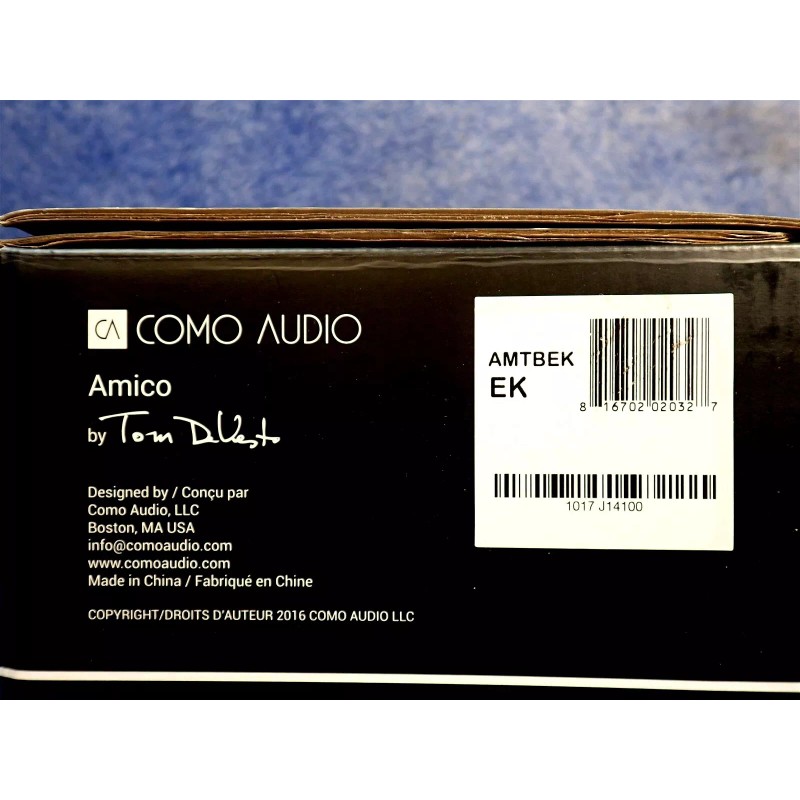 CA COMO AUDIO
Amico
by Tom DeVesto
Designed by / Conçu par
Como Audio, LLC
Boston, MA USA
info@comoaudio.com
www.comoaudio.com
Made in China / Fabriqué en Chine
COPYRIGHT/DROITS D'AUTEUR 2016 COMO AUDIO LLC
AMTBEK
EK
8 16702 02032 7
1017 J14100